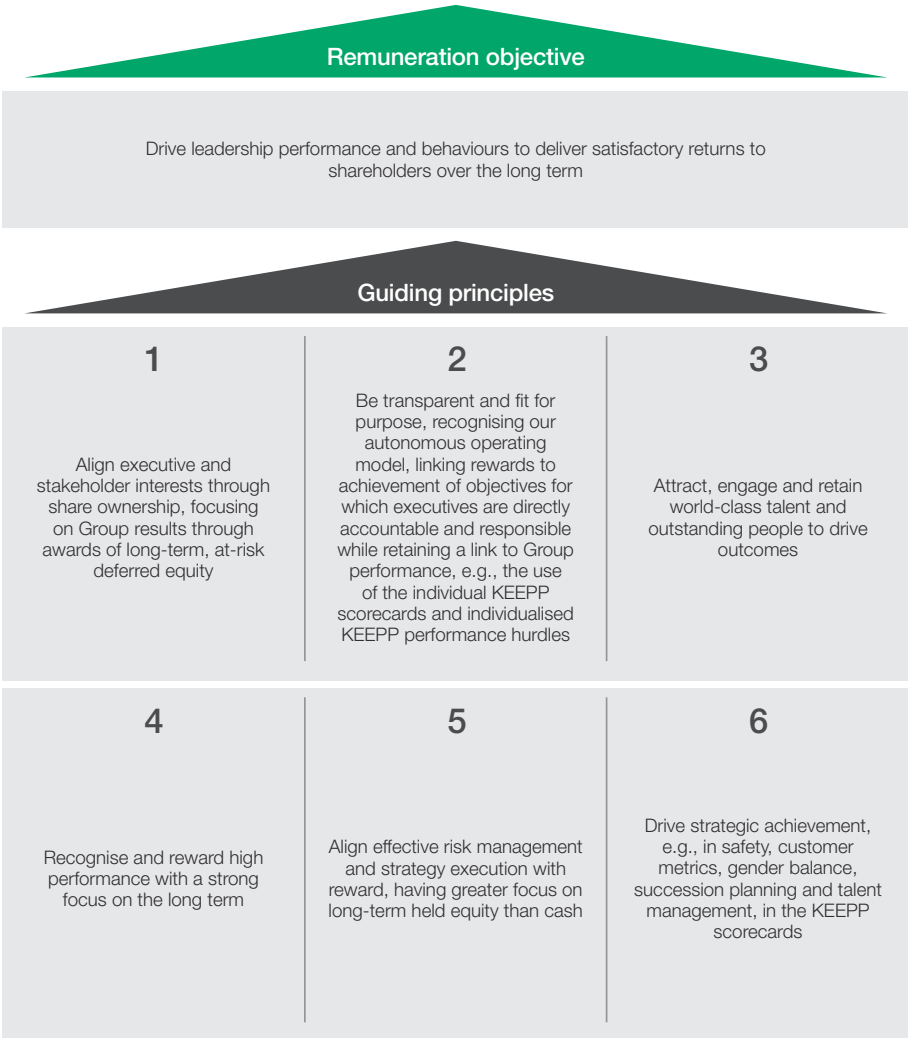 Remuneration objective
Drive leadership performance and behaviours to deliver satisfactory returns to
shareholders over the long term
Guiding principles
1
Align executive and
stakeholder interests through
share ownership, focusing
on Group results through
awards of long-term, at-risk
deferred equity
2
Be transparent and fit for
purpose, recognising our
autonomous operating
model, linking rewards to
achievement of objectives for
which executives are directly
accountable and responsible
while retaining a link to Group
performance, e.g., the use
of the individual KEEPP
scorecards and individualised
KEEPP performance hurdles
3
Attract, engage and retain
world-class talent and
outstanding people to drive
outcomes
4
Recognise and reward high
performance with a strong
focus on the long term
5
Align effective risk management
and strategy execution with
reward, having greater focus on
long-term held equity than cash
6
Drive strategic achievement,
e.g., in safety, customer
metrics, gender balance,
succession planning and talent
management, in the KEEPP
scorecards